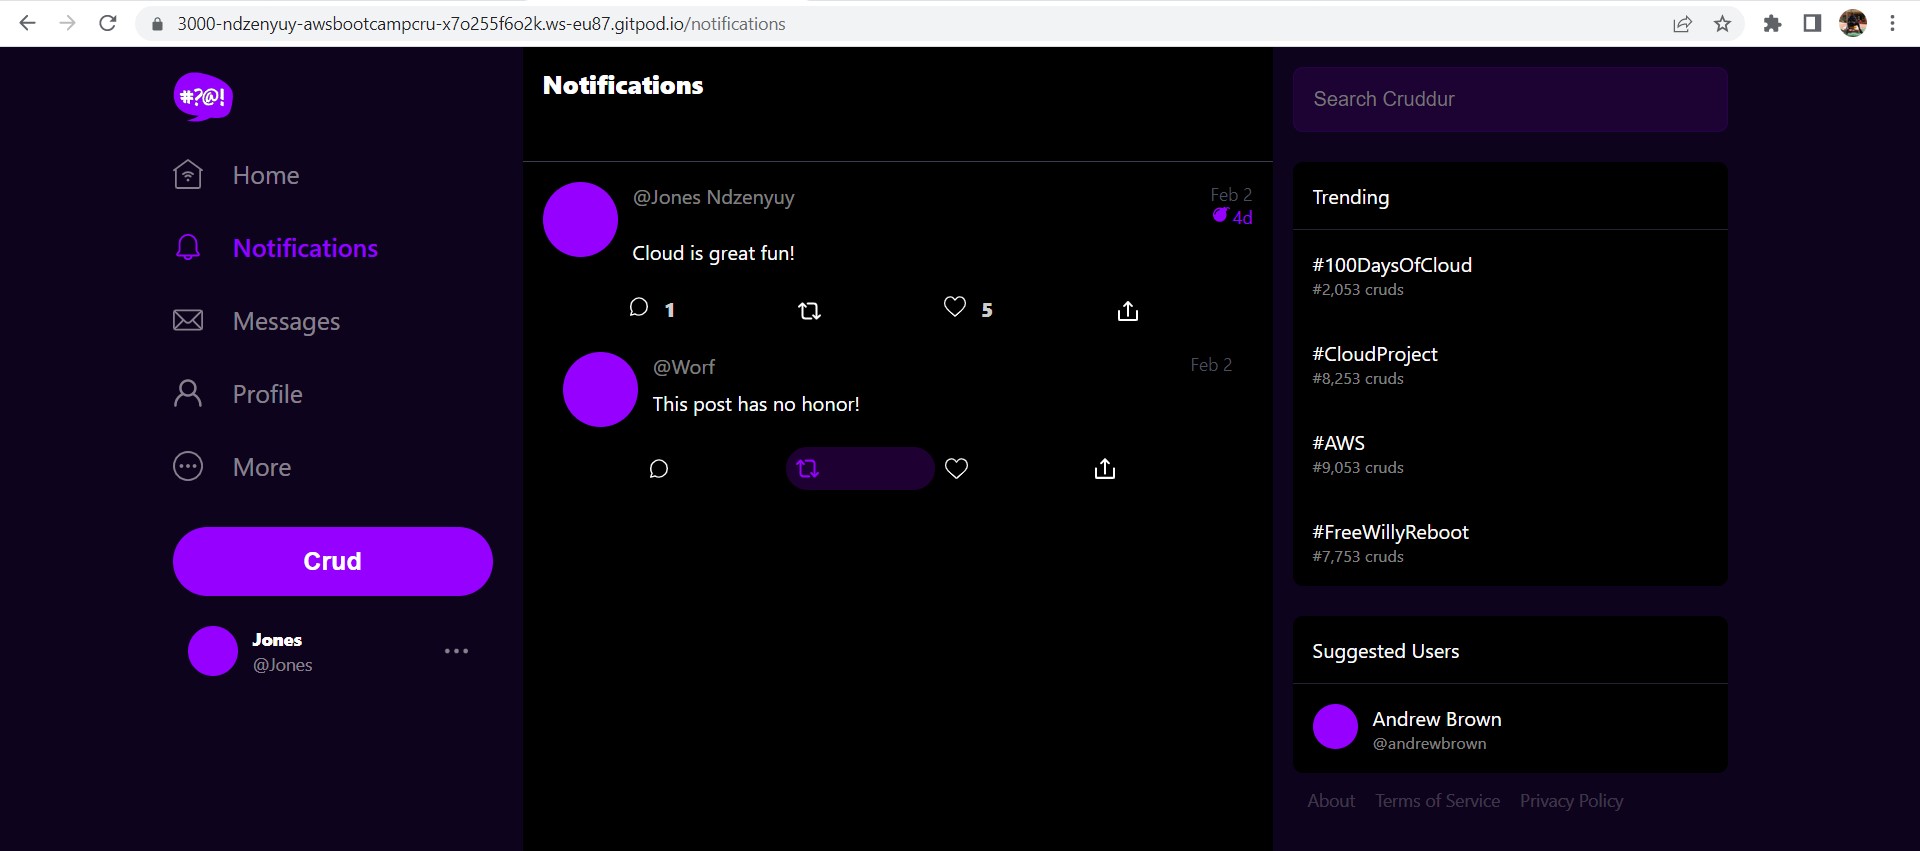 3000-ndzenyuy-awsbootcampcru-x7o255f6o2k.ws-eu87.gitpod.io/notifications
#?@!
Home
Notifications
Messages
Profile
More
Crud
Jones
@Jones
Notifications
@Jones Ndzenyuy
Feb 2
4d
Cloud is great fun!
1
5
@Worf
Feb 2
This post has no honor!
Search Cruddur
Trending
#100DaysOfCloud
#2,053 cruds
#CloudProject
#8,253 cruds
#AWS
#9,053 cruds
#FreeWillyReboot
#7,753 cruds
Suggested Users
Andrew Brown
@andrewbrown
About Terms of Service Privacy Policy